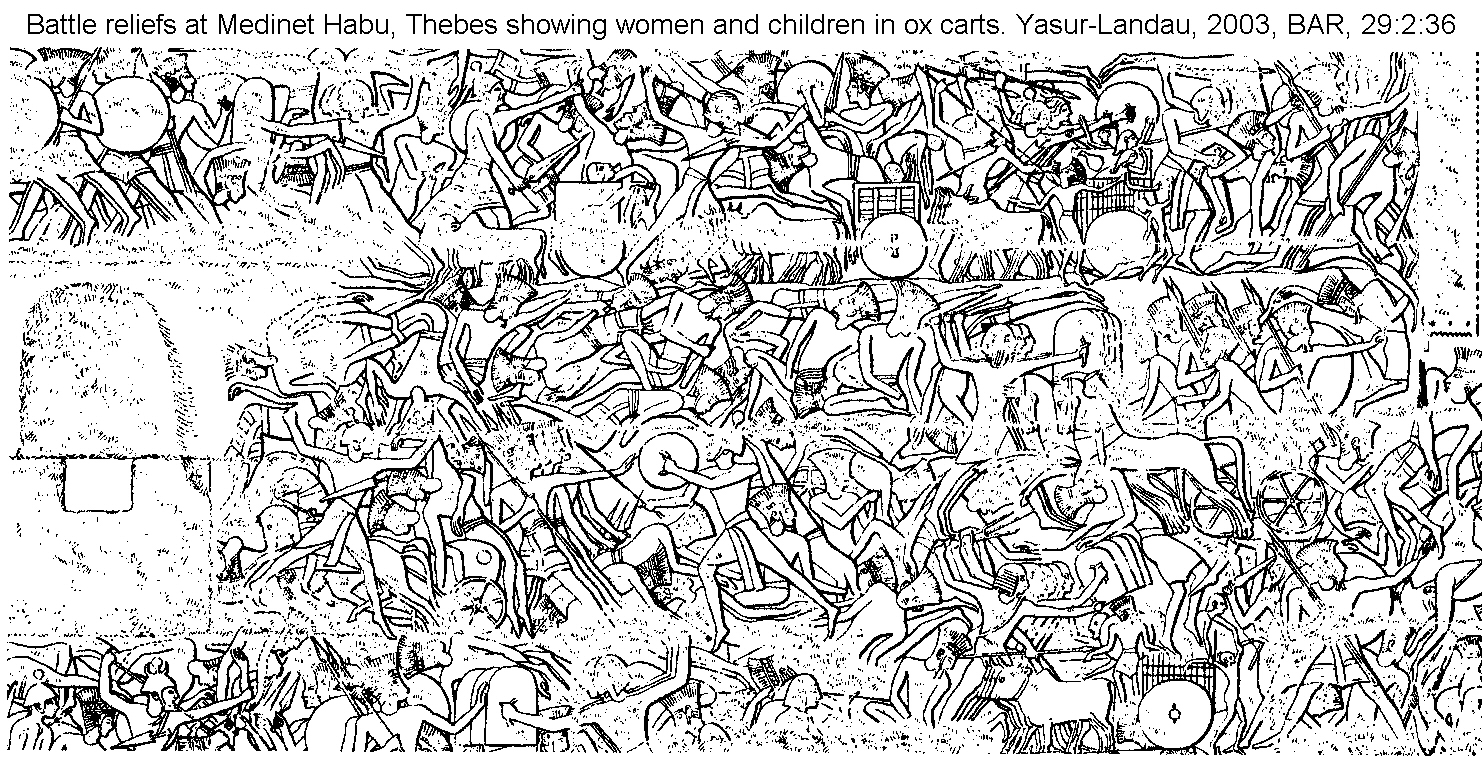 Battle reliefs at Medinet Habu, Thebes showing women and children in ox carts. Yasur-Landau, 2003, BAR, 29:2:36